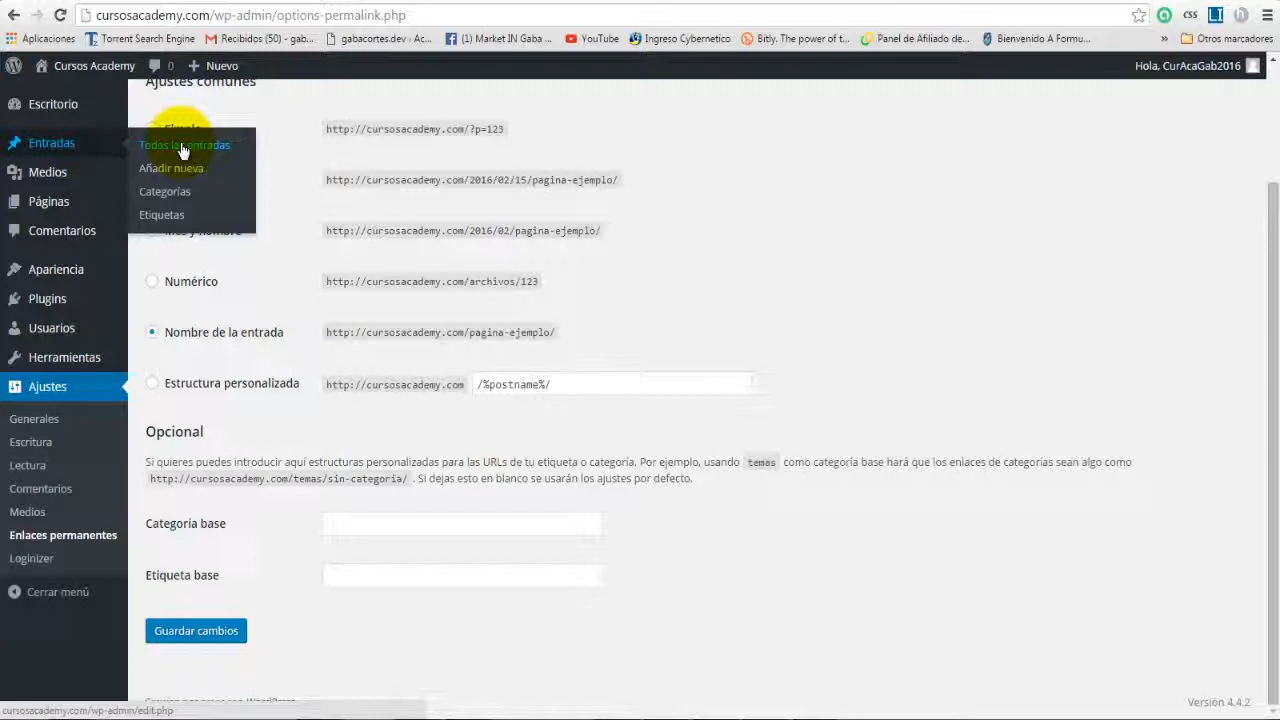 cursosacademy.com/wp-admin/options-permalink.php
CSS
Aplicaciones
Torrent Search Engine
Recibidos (50) - gab...
gabacortes.dev › Ac...
(1) Market IN Gaba ...
YouTube
Ingreso Cybernetico
Bitly. The power of t...
Panel de Afiliado de...
Bienvenido A Formu...
»
Otros marcadores
Cursos Academy
0
Nuevo
Hola, CurAcaGab2016
Ajustes comunes
Escritorio
Entradas
Medios
Páginas
Comentarios
Apariencia
Plugins
Usuarios
Herramientas
Ajustes
Generales
Escritura
Lectura
Comentarios
Medios
Enlaces permanentes
Loginizer
Cerrar menú
Todas las entradas
Añadir nueva
Categorías
Etiquetas
Simple
http://cursosacademy.com/?p=123
http://cursosacademy.com/2016/02/15/pagina-ejemplo/
Mes y nombre
http://cursosacademy.com/2016/02/pagina-ejemplo/
Numérico
http://cursosacademy.com/archivos/123
Nombre de la entrada
http://cursosacademy.com/pagina-ejemplo/
Estructura personalizada
http://cursosacademy.com
/%postname%/
Opcional
Si quieres puedes introducir aquí estructuras personalizadas para las URLs de tu etiqueta o categoría. Por ejemplo, usando temas como categoría base hará que los enlaces de categorías sean algo como
http://cursosacademy.com/temas/sin-categoria/ . Si dejas esto en blanco se usarán los ajustes por defecto.
Categoría base
Etiqueta base
Guardar cambios
Versión 4.4.2
cursosacademy.com/wp-admin/edit.php